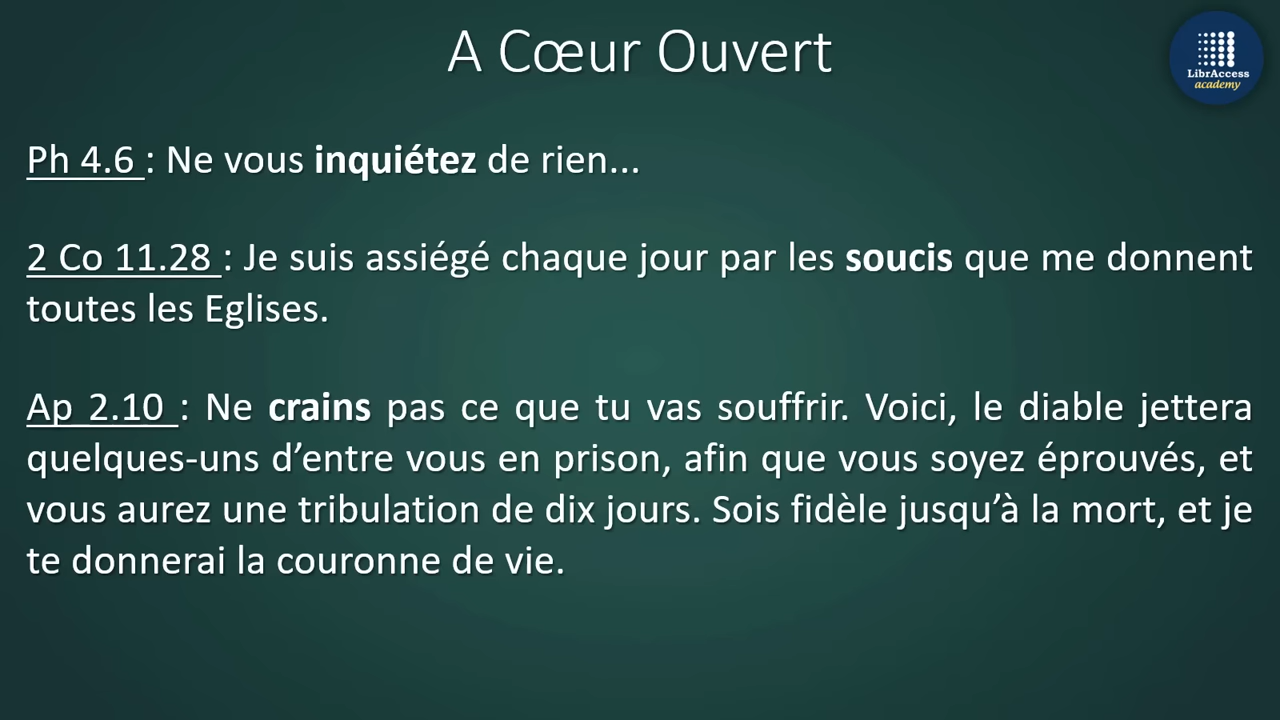 A Cœur Ouvert
LibrAccess
academy
Ph 4.6 : Ne vous inquiétez de rien...
2 Co 11.28 : Je suis assiégé chaque jour par les soucis que me donnent
toutes les Eglises.
Ap 2.10 : Ne crains pas ce que tu vas souffrir. Voici, le diable jettera
quelques-uns d’entre vous en prison, afin que vous soyez éprouvés, et
vous aurez une tribulation de dix jours. Sois fidèle jusqu’à la mort, et je
te donnerai la couronne de vie.